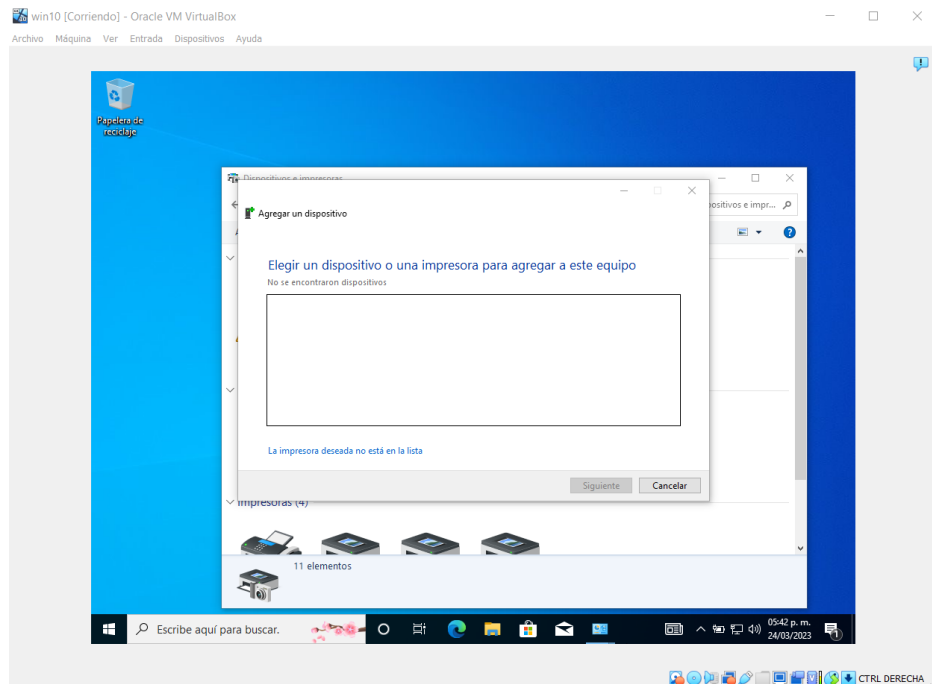 win10 [Corriendo] - Oracle VM VirtualBox
Archivo Máquina Ver Entrada Dispositivos Ayuda
Papelera de
reciclaje
Dispositivos e impresoras
ositivos e impr...
Agregar un dispositivo
Elegir un dispositivo o una impresora para agregar a este equipo
No se encontraron dispositivos
La impresora deseada no está en la lista
Siguiente Cancelar
Impresoras (4)
11 elementos
Escribe aquí para buscar.
05:42 p. m.
24/03/2023
1
CTRL DERECHA